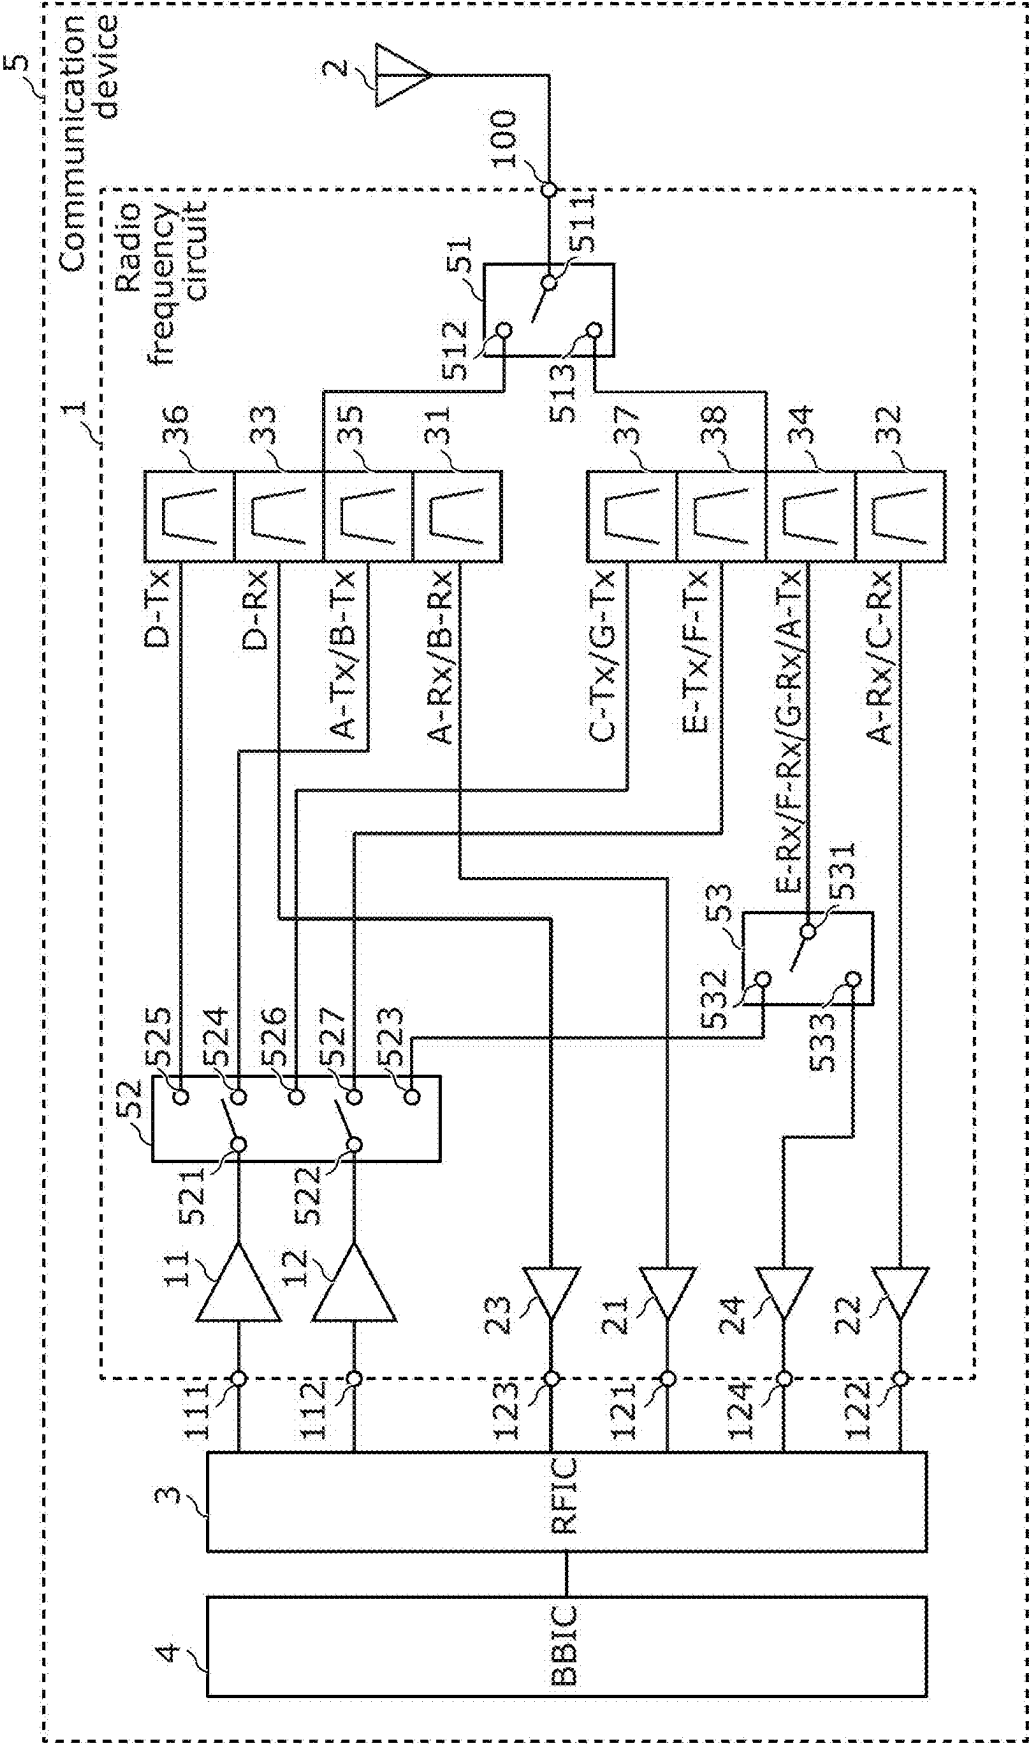 5
Communication
device
1
Radio
frequency
circuit
2
100
51
511
512
513
36
33
35
31
37
38
34
32
D-Tx
D-Rx
A-Tx/B-Tx
A-Rx/B-Rx
C-Tx/G-Tx
E-Tx/F-Tx
E-Rx/F-Rx/G-Rx/A-Tx
A-Rx/C-Rx
53
531
532
533
52
525
524
526
527
523
521
522
11
12
23
21
24
22
111
112
123
121
124
122
3
RFIC
4
BBIC